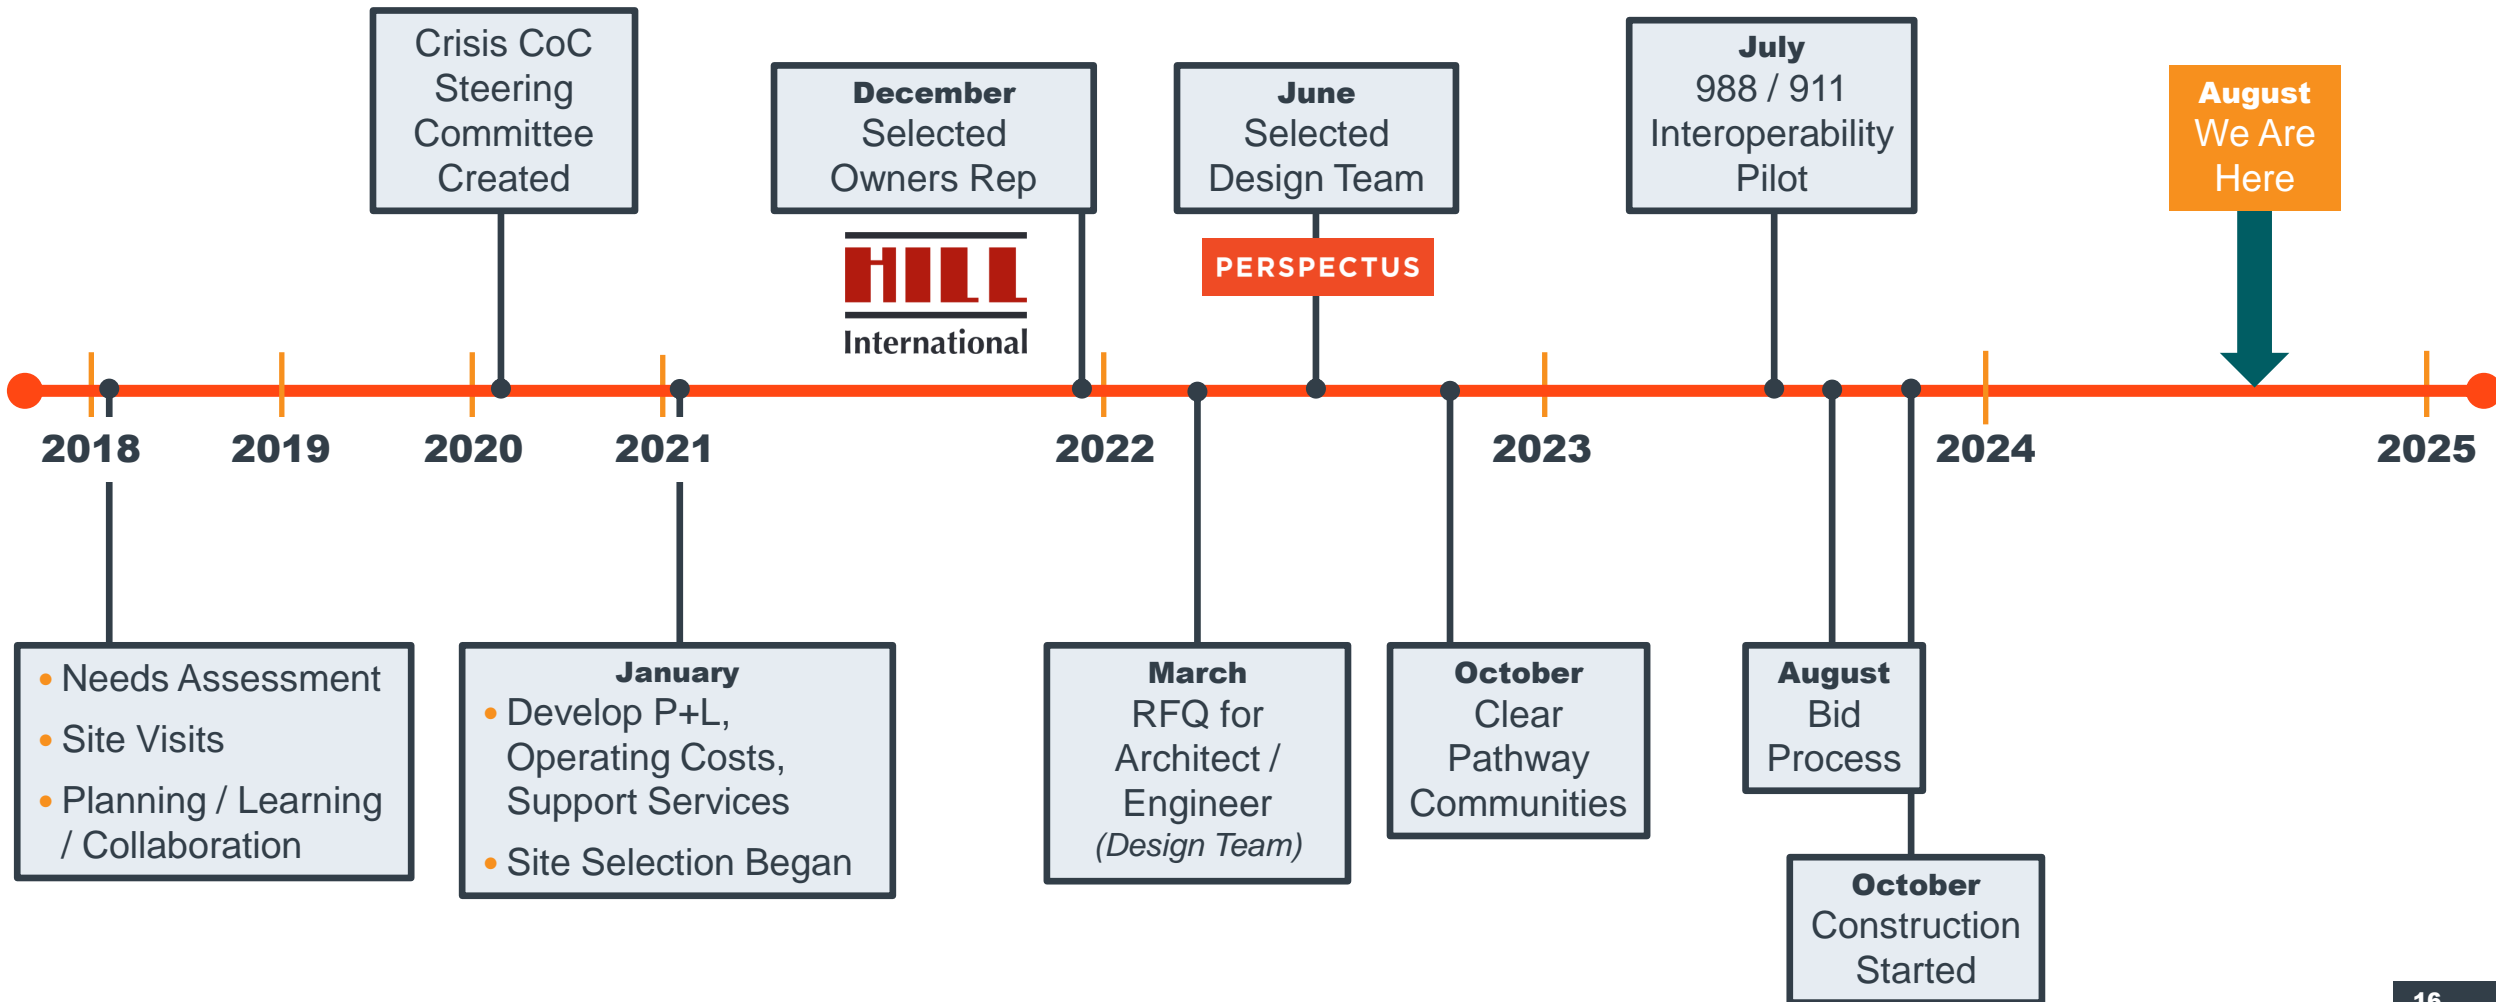 Crisis CoC
Steering
Committee
Created
December
Selected
Owners Rep
HILL
International
June
Selected
Design Team
PERSPECTUS
July
988 / 911
Interoperability
Pilot
August
We Are
Here
2018
2019
2020
2021
2022
2023
2024
2025
• Needs Assessment
• Site Visits
• Planning / Learning
/ Collaboration
January
• Develop P+L,
Operating Costs,
Support Services
• Site Selection Began
March
RFQ for
Architect /
Engineer
(Design Team)
October
Clear
Pathway
Communities
August
Bid
Process
October
Construction
Started
16